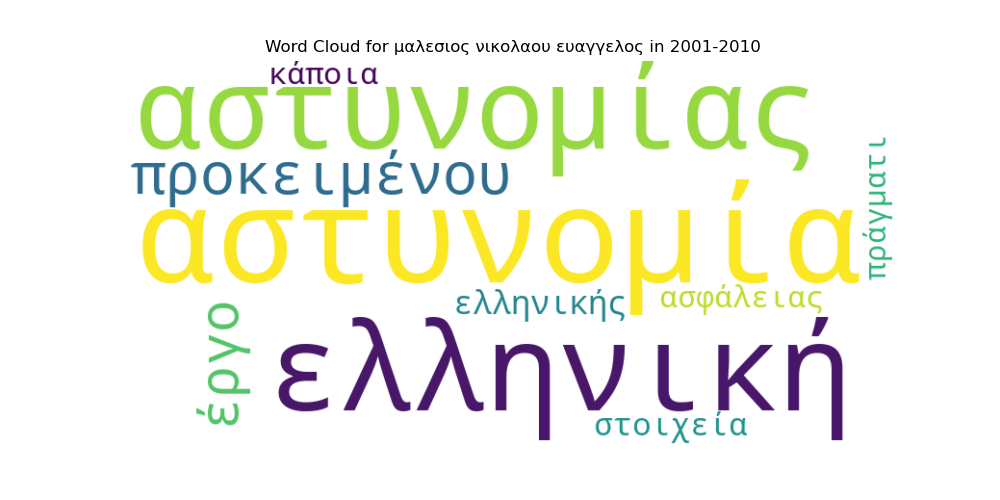 Word Cloud for μαλεσιος νικολαου ευαγγελος in 2001-2010
κάποια
αστυνομίας
προκειμένου
πράγματι
αστυνομία
ελληνικής
ασφάλειας
έργο
ελληνική
στοιχεία